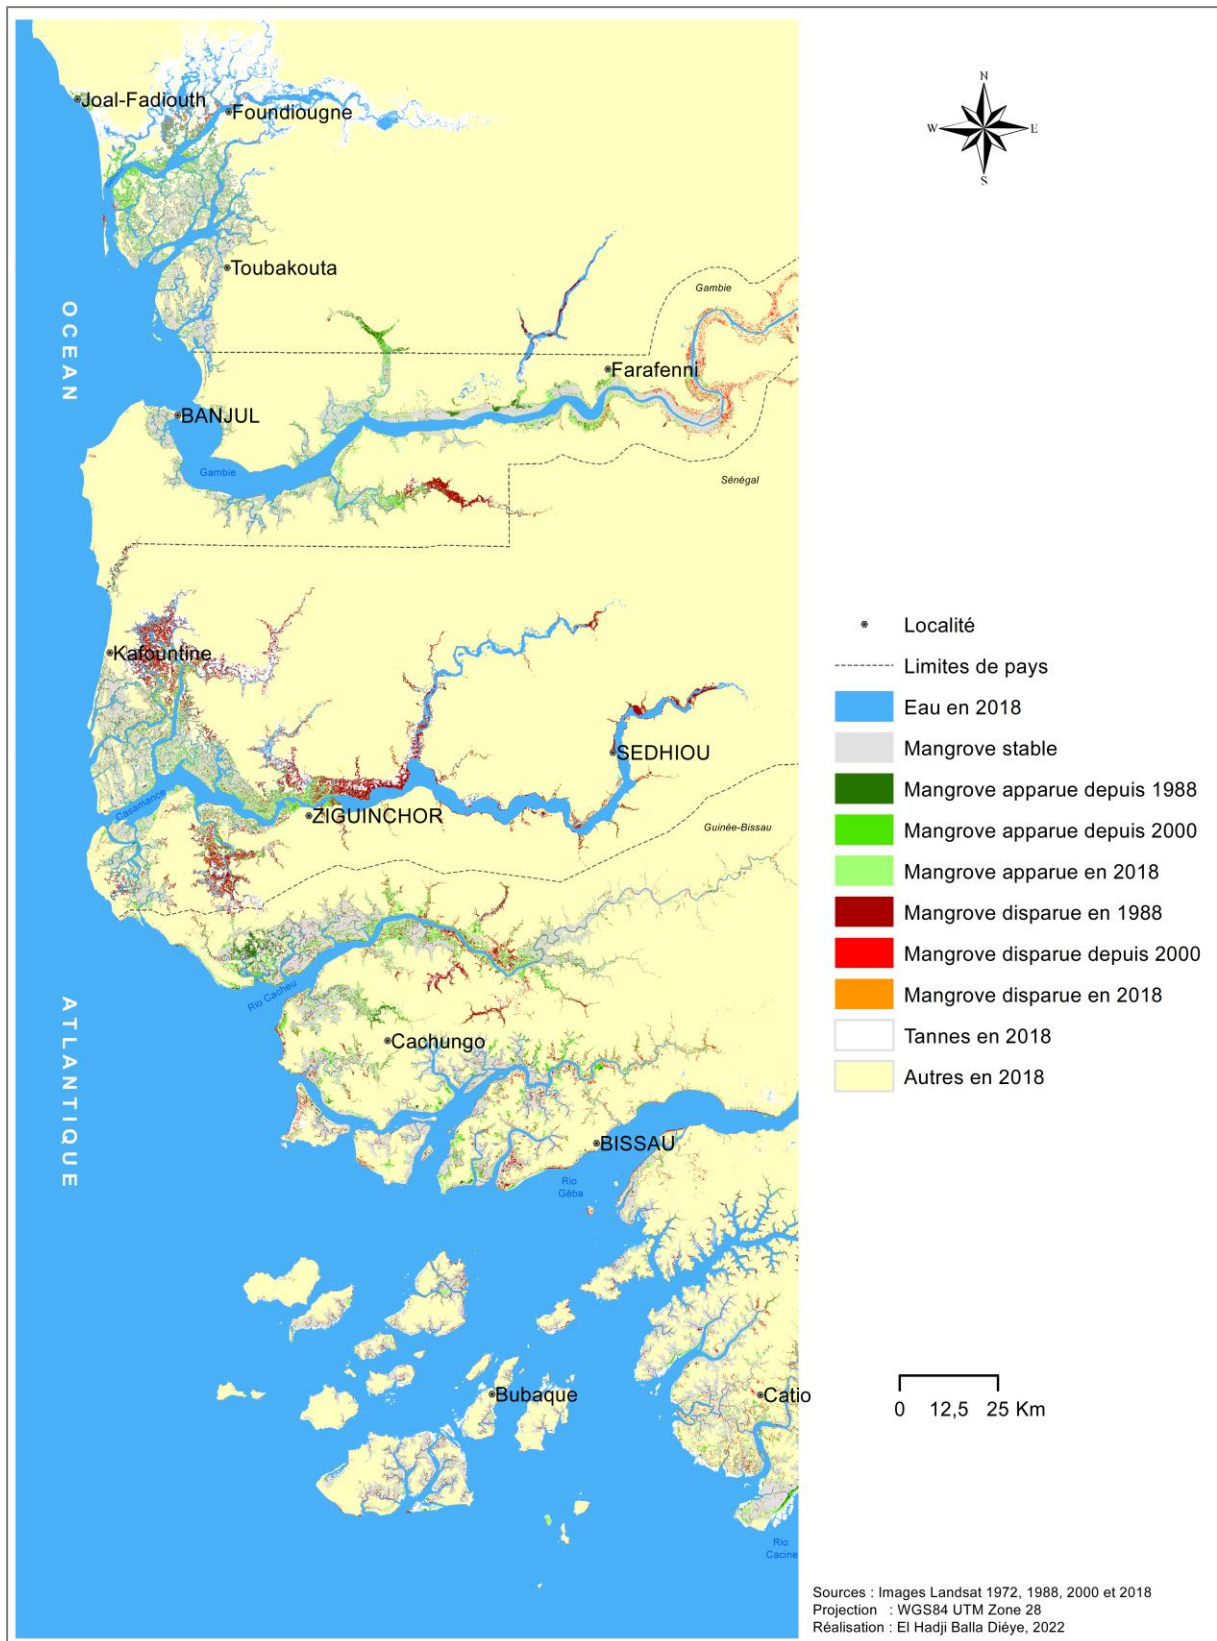 Joal-Fadiouth
Foundiougne
Toubakouta
OCEAN
Gambie
Farafenni
BANJUL
Gambie
Sénégal
Kafountine
SEDHIOU
Casamance
ZIGUINCHOR
Guinée-Bissau
Rio Cacheu
ATLANTIQUE
Cachungo
BISSAU
Rio
Gêba
Bubaque
Catio
Rio
Cacine
N
W
E
S
Localité
Limites de pays
Eau en 2018
Mangrove stable
Mangrove apparue depuis 1988
Mangrove apparue depuis 2000
Mangrove apparue en 2018
Mangrove disparue en 1988
Mangrove disparue depuis 2000
Mangrove disparue en 2018
Tannes en 2018
Autres en 2018
0 12,5 25 Km
Sources : Images Landsat 1972, 1988, 2000 et 2018
Projection : WGS84 UTM Zone 28
Réalisation : El Hadji Balla Diéye, 2022